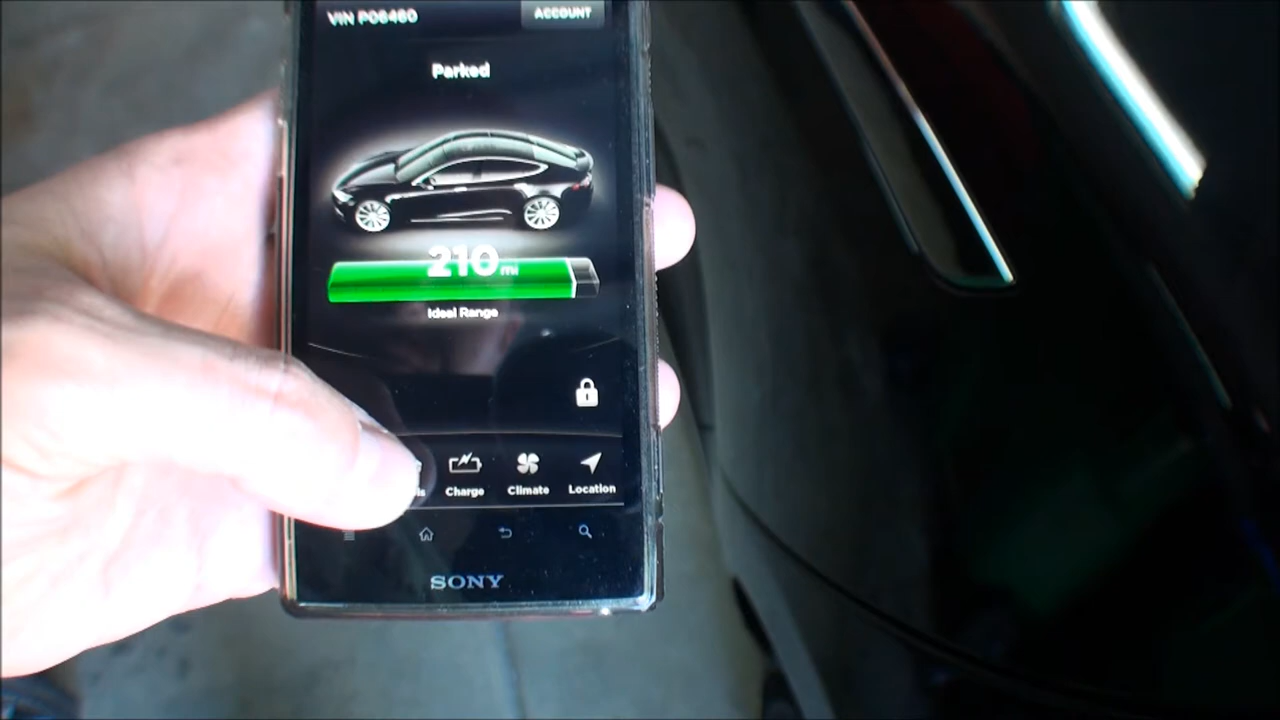 VIN P06460
ACCOUNT
Parked
210 mi
Ideal Range
Charge
Climate
Location
SONY